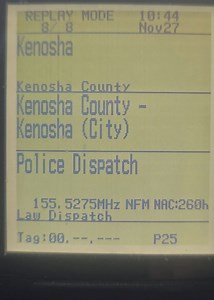 REPLAY MODE 10:44
8/ 8 Nov27
Kenosha
Kenosha County
Kenosha County -
Kenosha (City)
Police Dispatch
155.5275MHz NFM NAC:260h
Law Dispatch
Tag:00.--.--- P25